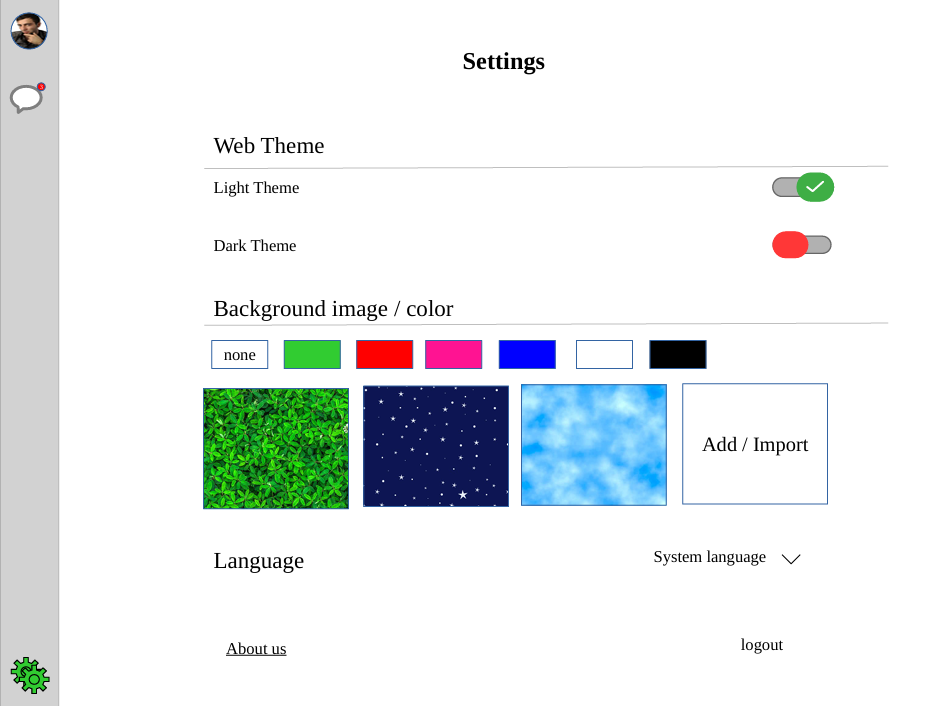 Settings
Web Theme
Light Theme
Dark Theme
Background image / color
none
Add / Import
Language
System language
About us
logout